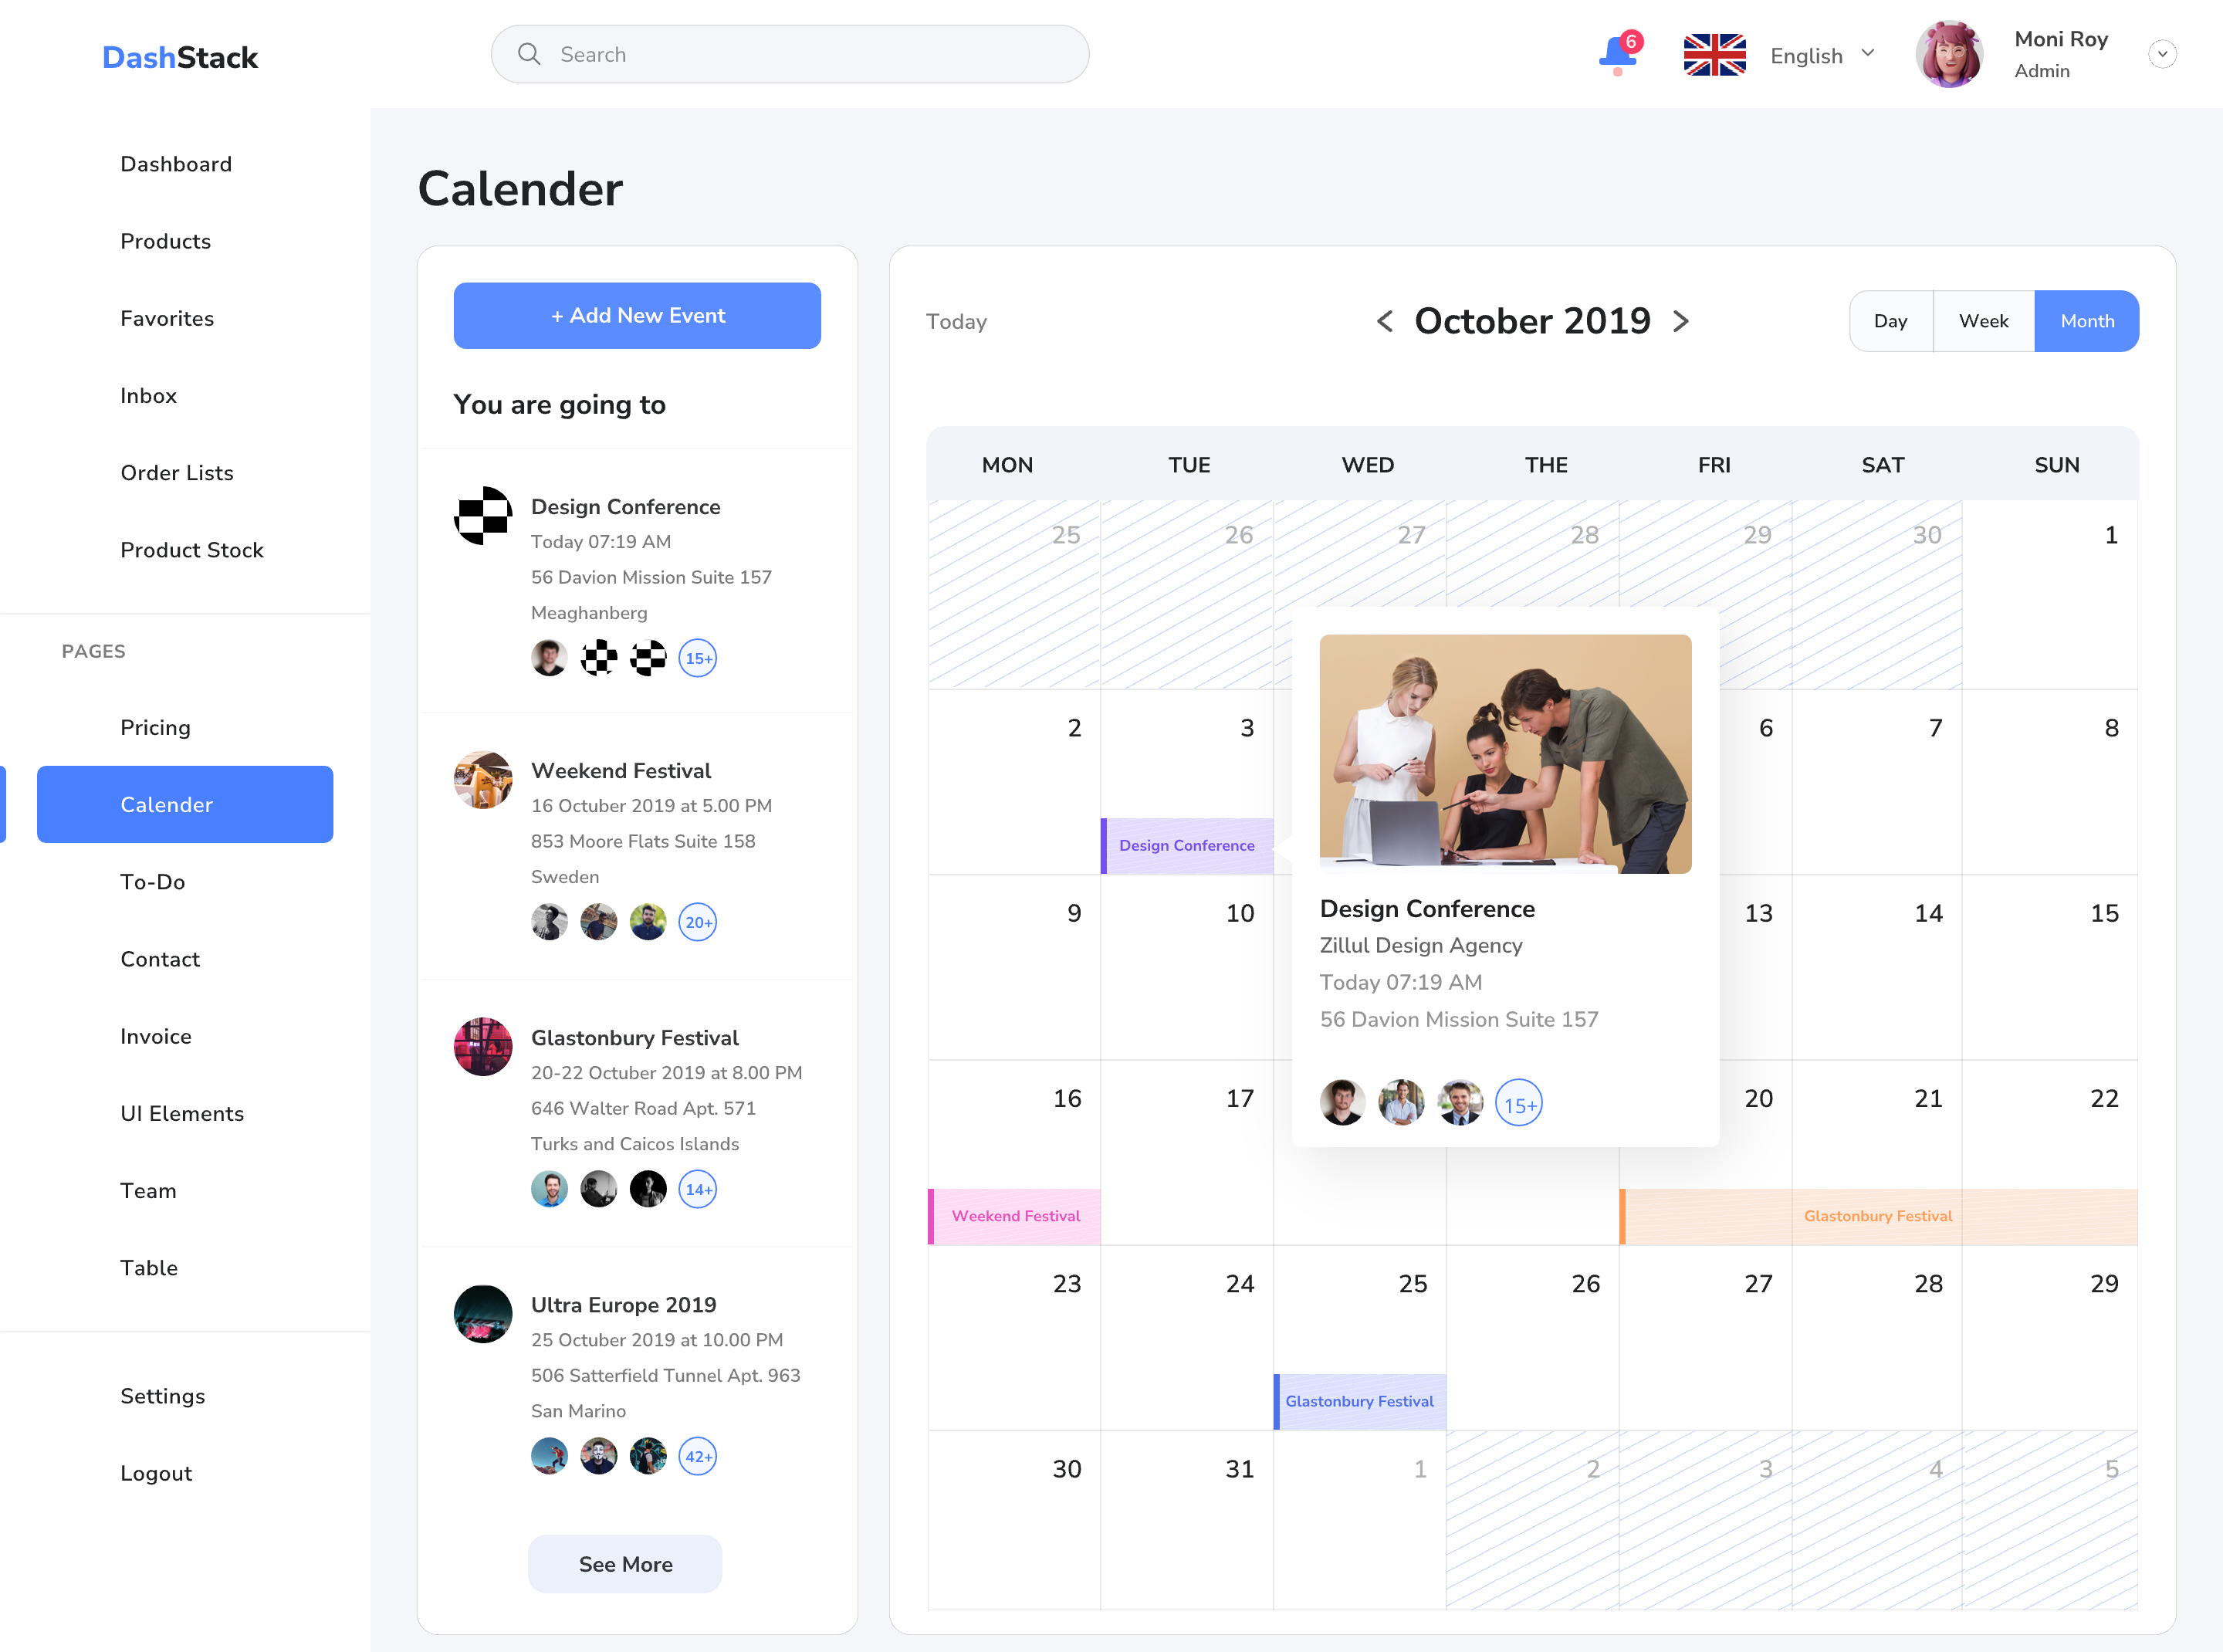 DashStack
Search
6
English
Moni Roy
Admin
Dashboard
Products
Favorites
Inbox
Order Lists
Product Stock
PAGES
Pricing
Calender
To-Do
Contact
Invoice
UI Elements
Team
Table
Settings
Logout
Calender
+ Add New Event
You are going to
Design Conference
Today 07:19 AM
56 Davion Mission Suite 157
Meaghanberg
15+
Weekend Festival
16 Octuber 2019 at 5.00 PM
853 Moore Flats Suite 158
Sweden
20+
Glastonbury Festival
20-22 Octuber 2019 at 8.00 PM
646 Walter Road Apt. 571
Turks and Caicos Islands
14+
Ultra Europe 2019
25 Octuber 2019 at 10.00 PM
506 Satterfield Tunnel Apt. 963
San Marino
42+
See More
Today
< October 2019 >
Day Week Month
MON TUE WED THE FRI SAT SUN
25 26 27 28 29 30 1
2 3 6 7 8
Design Conference
9 10 13 14 15
Design Conference
Zillul Design Agency
Today 07:19 AM
56 Davion Mission Suite 157
15+
16 17 20 21 22
Weekend Festival Glastonbury Festival
23 24 25 26 27 28 29
Glastonbury Festival
30 31 1 2 3 4 5